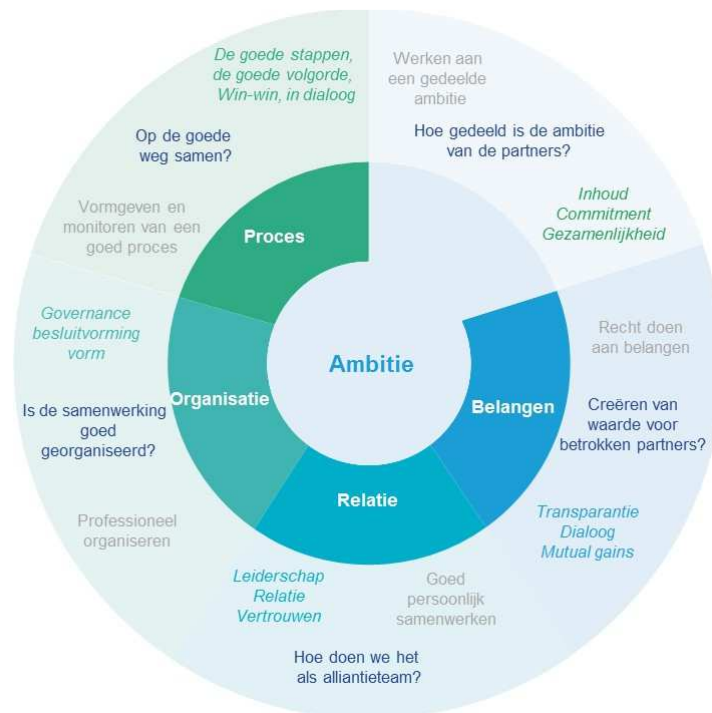 De goede stappen,
de goede volgorde,
Win-win, in dialoog
Op de goede
weg samen?
Vormgeven en
monitoren van een
goed proces
Proces
Werken aan
een gedeelde
ambitie
Hoe gedeeld is de ambitie
van de partners?
Inhoud
Commitment
Gezamenlijkheid
Ambitie
Recht doen
aan belangen
Creëren van
waarde voor
betrokken partners?
Transparantie
Dialoog
Mutual gains
Belangen
Relatie
Goed
persoonlijk
samenwerken
Hoe doen we het
als alliantieteam?
Leiderschap
Relatie
Vertrouwen
Organisatie
Governance
besluitvorming
vorm
Is de samenwerking
goed
georganiseerd?
Professioneel
organiseren